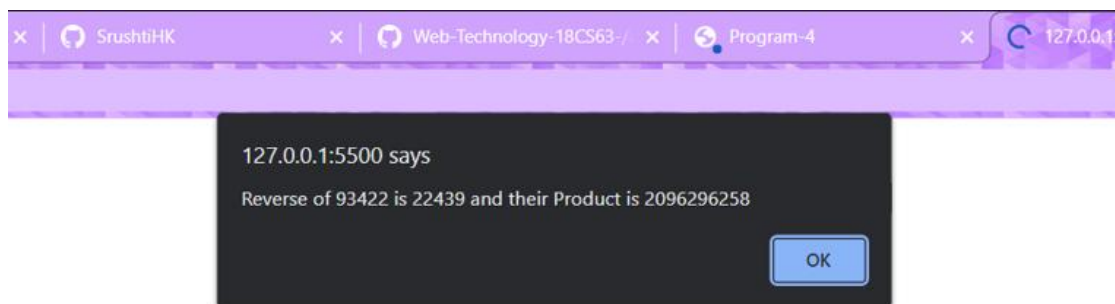 SrushtiHK
Web-Technology-18CS63-/
Program-4
127.0.0.1
127.0.0.1:5500 says
Reverse of 93422 is 22439 and their Product is 2096296258
OK